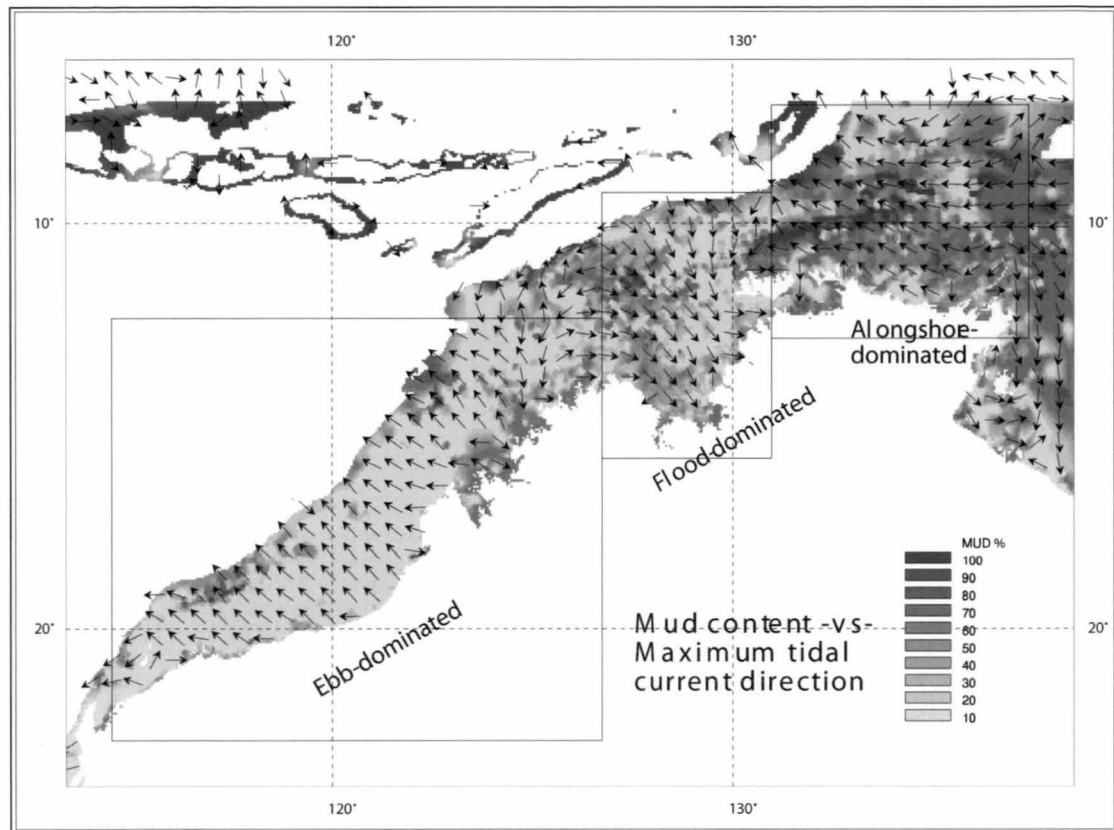 120°
130°
10°
10°
Alongshoe-
dominated
Flood-dominated
MUD %
100
90
80
70
60
50
40
30
20
10
Mud content -vs-
Maximum tidal
current direction
20°
20°
Ebb-dominated
120°
130°